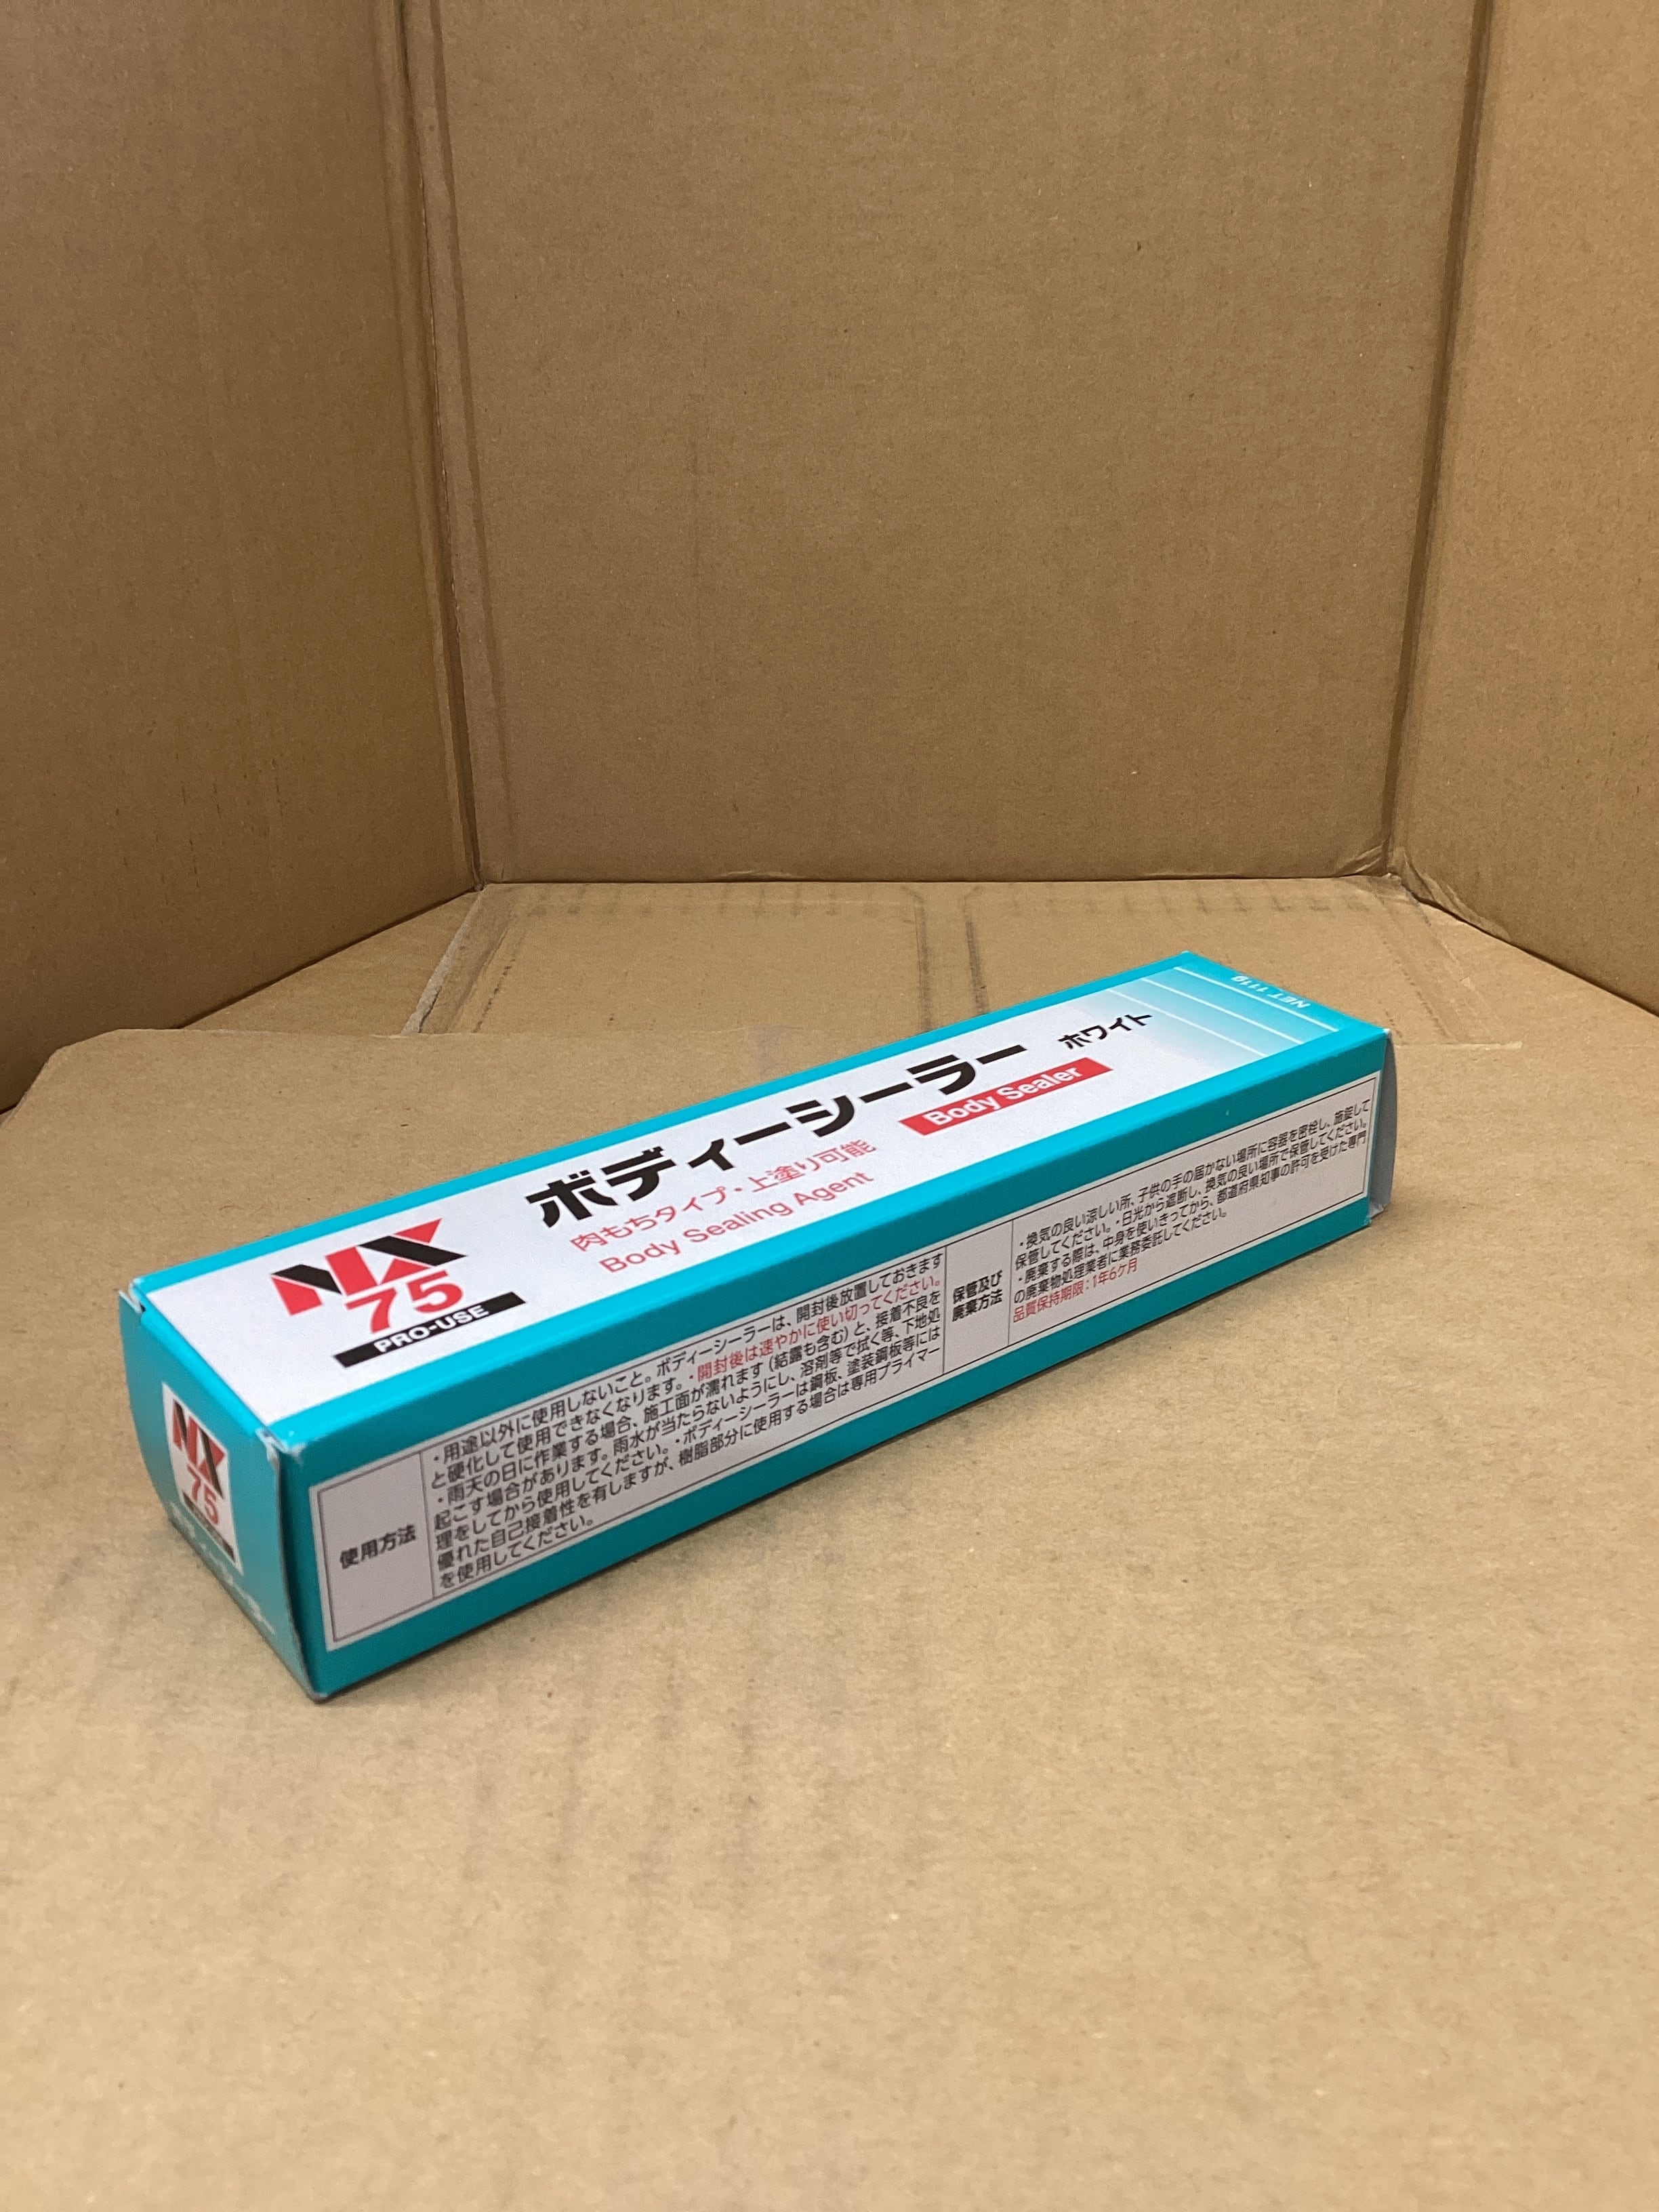 NX
75
PRO-USE
ボディーシーラー ホワイト
肉もちタイプ・上塗り可能
Body Sealing Agent
Body Sealer
NET 111g
NX
75
使用方法
・用途以外に使用しないこと。ボディーシーラーは、開封後放置しておきます
と硬化して使用できなくなります。・開封後は速やかに使い切ってください。
・雨天の日に作業する場合、施工面が濡れます(結露も含む)と、接着不良を
起こす場合があります。雨水が当たらないようにし、溶剤等で拭く等、下地処
理をしてから使用してください。・ボディーシーラーは鋼板、塗装鋼板等には
優れた自己接着性を有しますが、樹脂部分に使用する場合は専用プライマー
を使用してください。
保管及び
廃棄方法
・換気の良い涼しい所、子供の手の届かない場所に容器を密栓し、施錠して
保管してください。・日光から遮断し、換気の良い場所で保管してください。
・廃棄する際は、中身を使いきってから、都道府県知事の許可を受けた専門
の廃棄物処理業者に業務委託してください。
品質保持期限:1年6ケ月